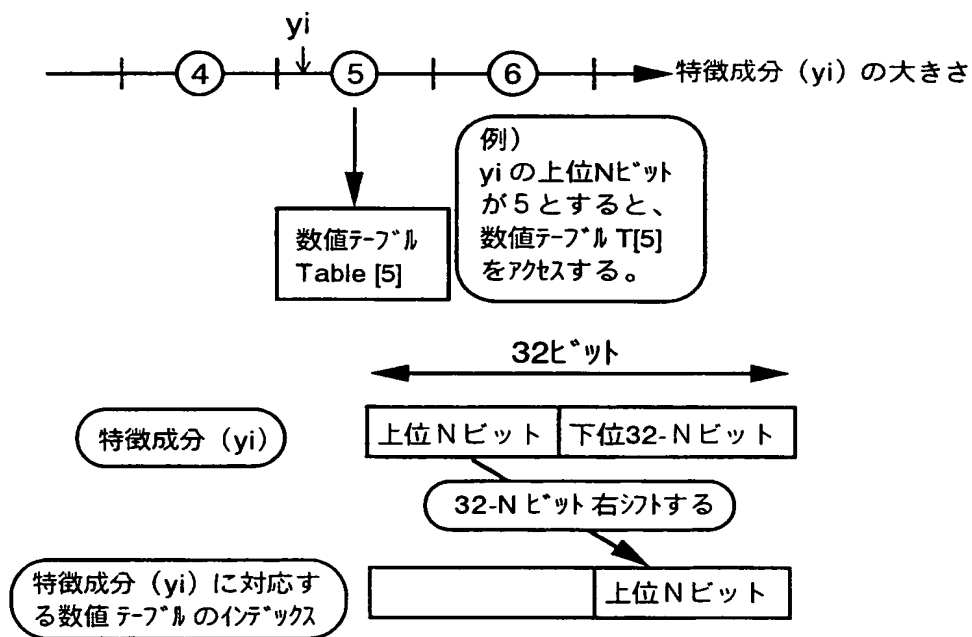 yi
④ ⑤ ⑥ 特徴成分（yi）の大きさ
例）
yi の上位Nﾋﾞｯﾄ
が5とすると、
数値ﾃｰﾌﾞﾙ T[5]
をｱｸｾｽする。
数値ﾃｰﾌﾞﾙ
Table [5]
32ﾋﾞｯﾄ
特徴成分（yi）
上位Nビット 下位32-Nビット
32-N ﾋﾞｯﾄ 右ｼﾌﾄする
特徴成分（yi）に対応す
る数値 ﾃｰﾌﾞﾙ のｲﾝﾃﾞｯｸｽ
上位Nビット